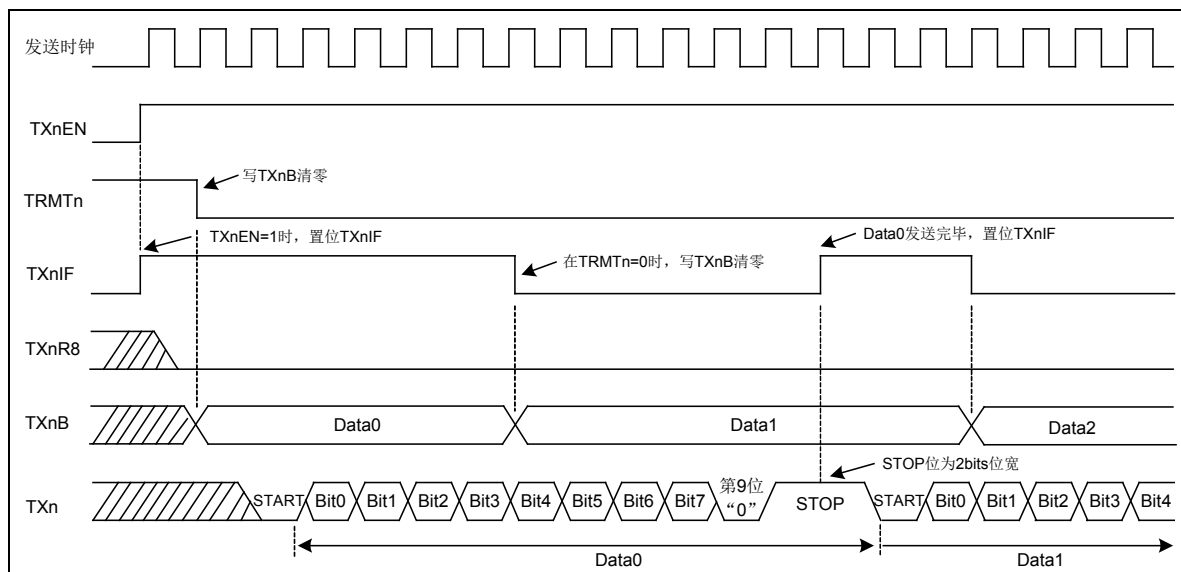 发送时钟
TXnEN
写TXnB清零
TRMTn
TXnEN=1时，置位TXnIF
Data0发送完毕，置位TXnIF
在TRMTn=0时，写TXnB清零
TXnIF
TXnR8
TXnB
Data0
Data1
Data2
STOP位为2bits位宽
TXn
START
Bit0
Bit1
Bit2
Bit3
Bit4
Bit5
Bit6
Bit7
第9位
“0”
STOP
START
Bit0
Bit1
Bit2
Bit3
Bit4
Data0
Data1